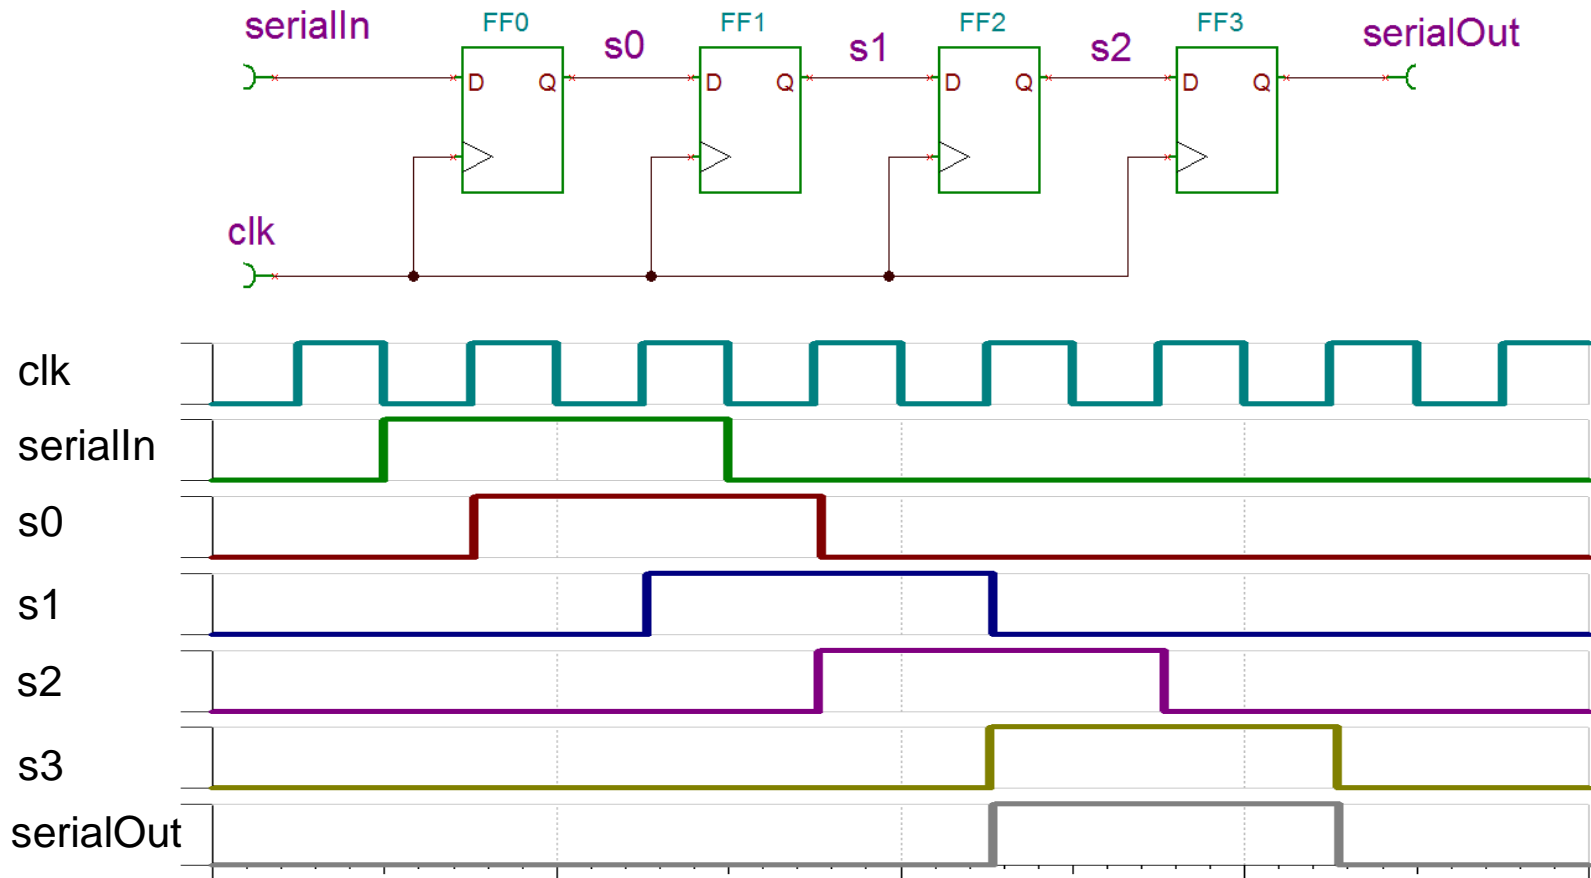 serialIn FF0 s0 FF1 s1 FF2 s2 FF3 serialOut
D Q D Q D Q D Q
clk
clk
serialIn
s0
s1
s2
s3
serialOut